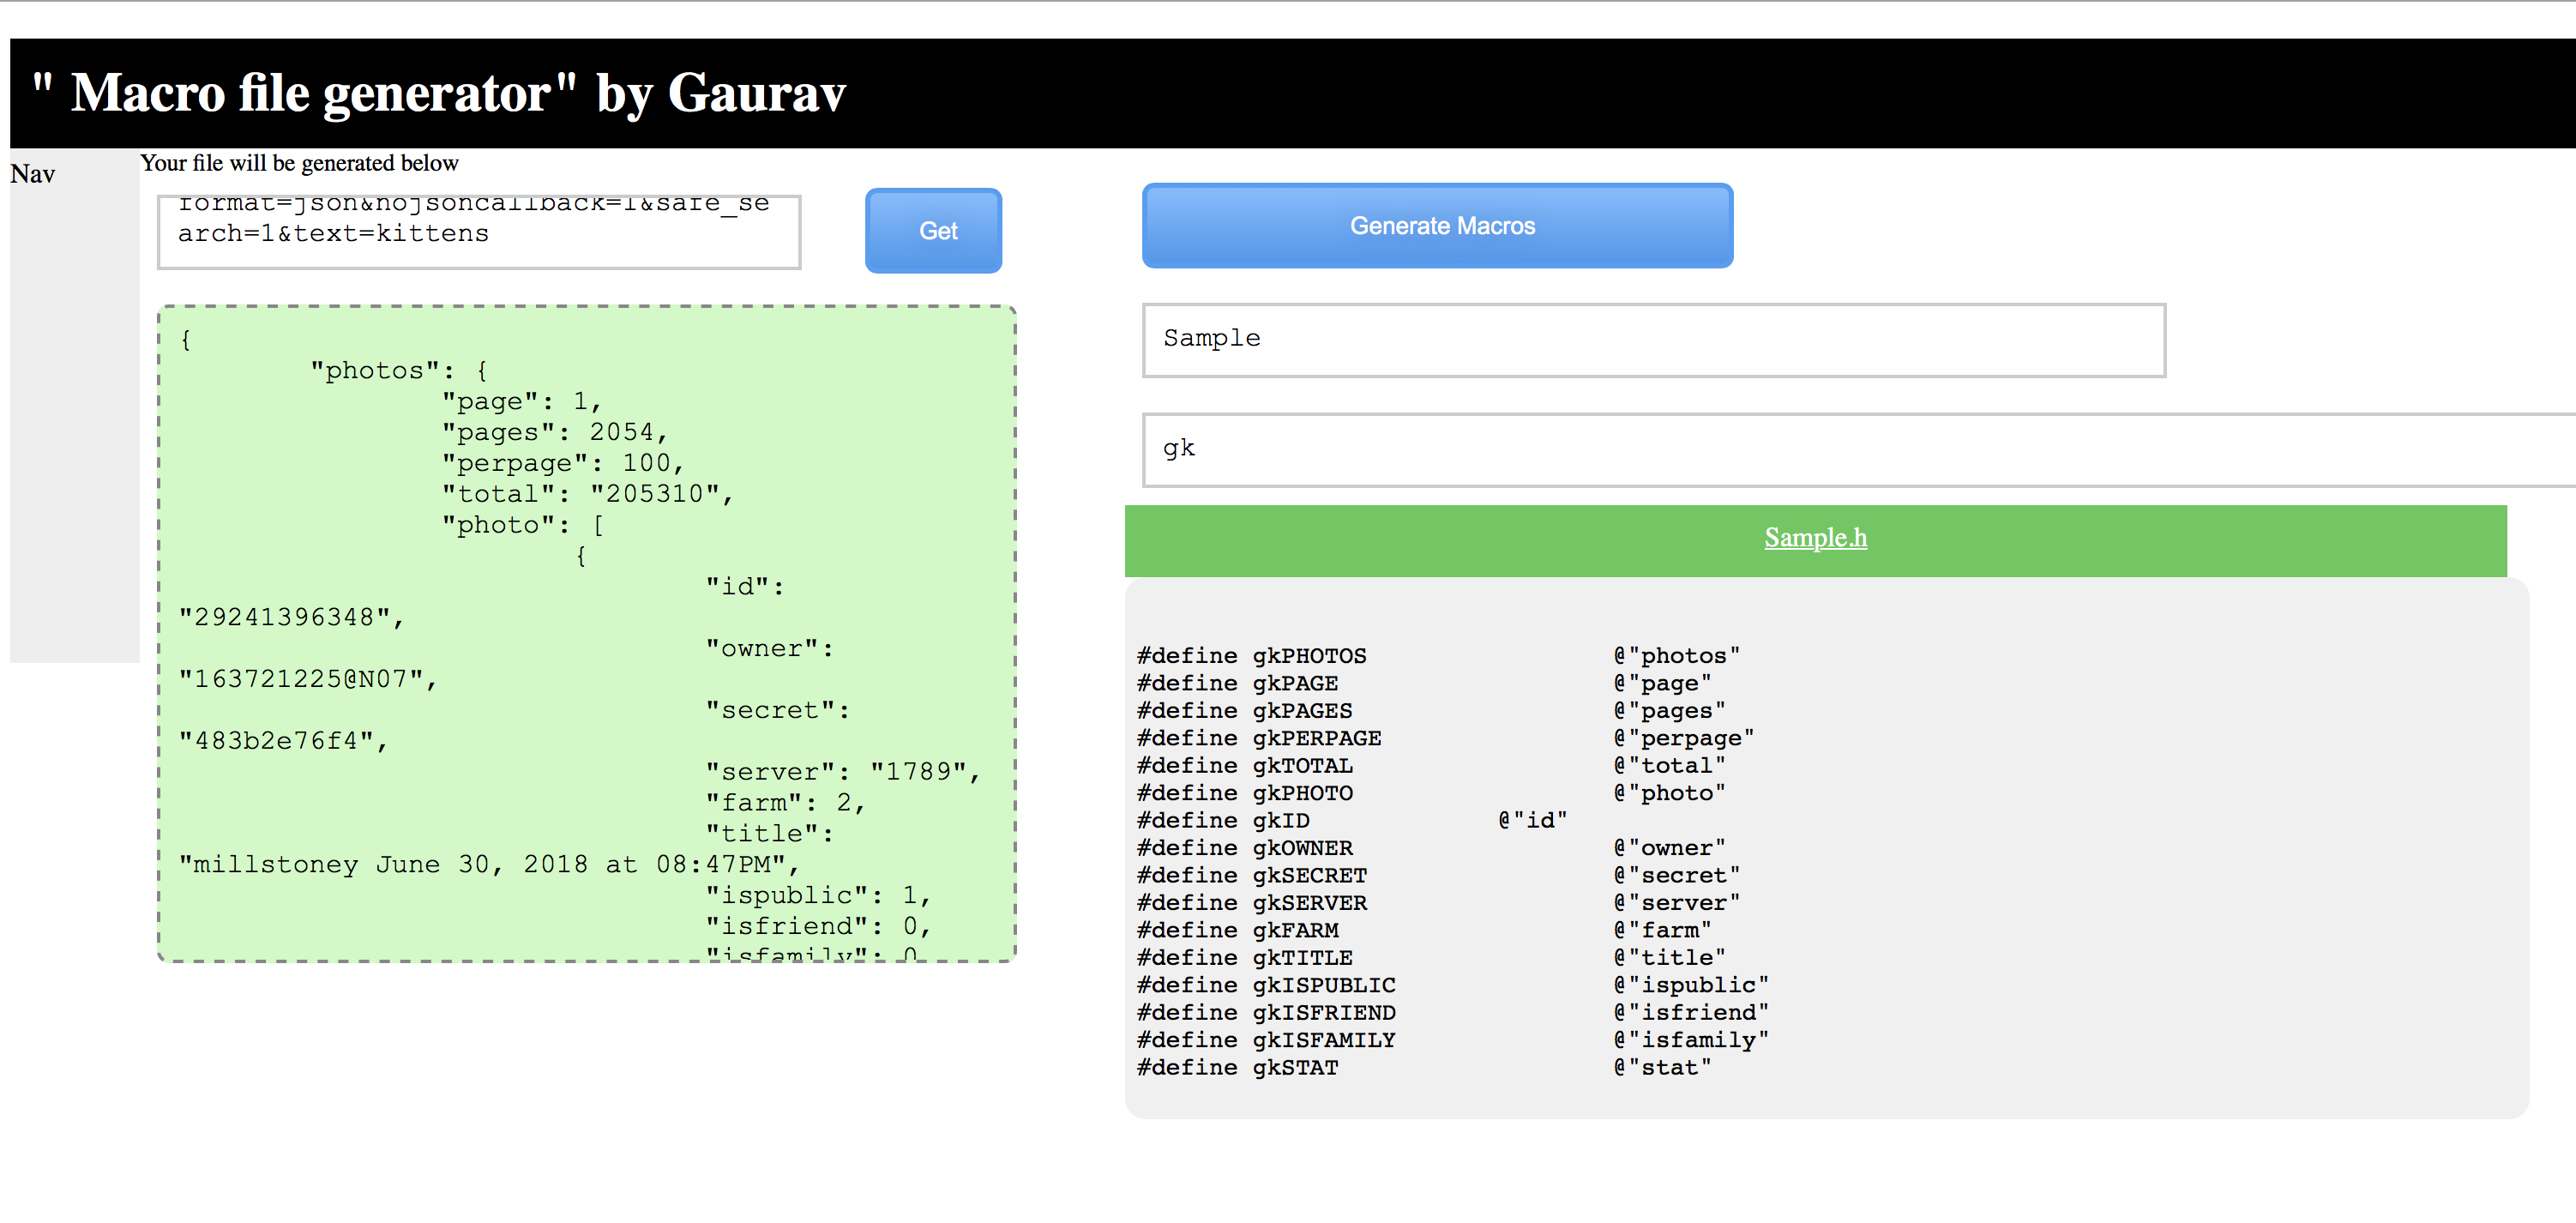 " Macro file generator" by Gaurav
Nav
Your file will be generated below
format=json&nojsoncallback=1&safe_se
arch=1&text=kittens
Get
Generate Macros
{
"photos": {
"page": 1,
"pages": 2054,
"perpage": 100,
"total": "205310",
"photo": [
{
"id":
"29241396348",
"owner":
"163721225@N07",
"secret":
"483b2e76f4",
"server": "1789",
"farm": 2,
"title":
"millstoney June 30, 2018 at 08:47PM",
"ispublic": 1,
"isfriend": 0,
"isfamily": 0
Sample
gk
Sample.h
#define gkPHOTOS @"photos"
#define gkPAGE @"page"
#define gkPAGES @"pages"
#define gkPERPAGE @"perpage"
#define gkTOTAL @"total"
#define gkPHOTO @"photo"
#define gkID @"id"
#define gkOWNER @"owner"
#define gkSECRET @"secret"
#define gkSERVER @"server"
#define gkFARM @"farm"
#define gkTITLE @"title"
#define gkISPUBLIC @"ispublic"
#define gkISFRIEND @"isfriend"
#define gkISFAMILY @"isfamily"
#define gkSTAT @"stat"